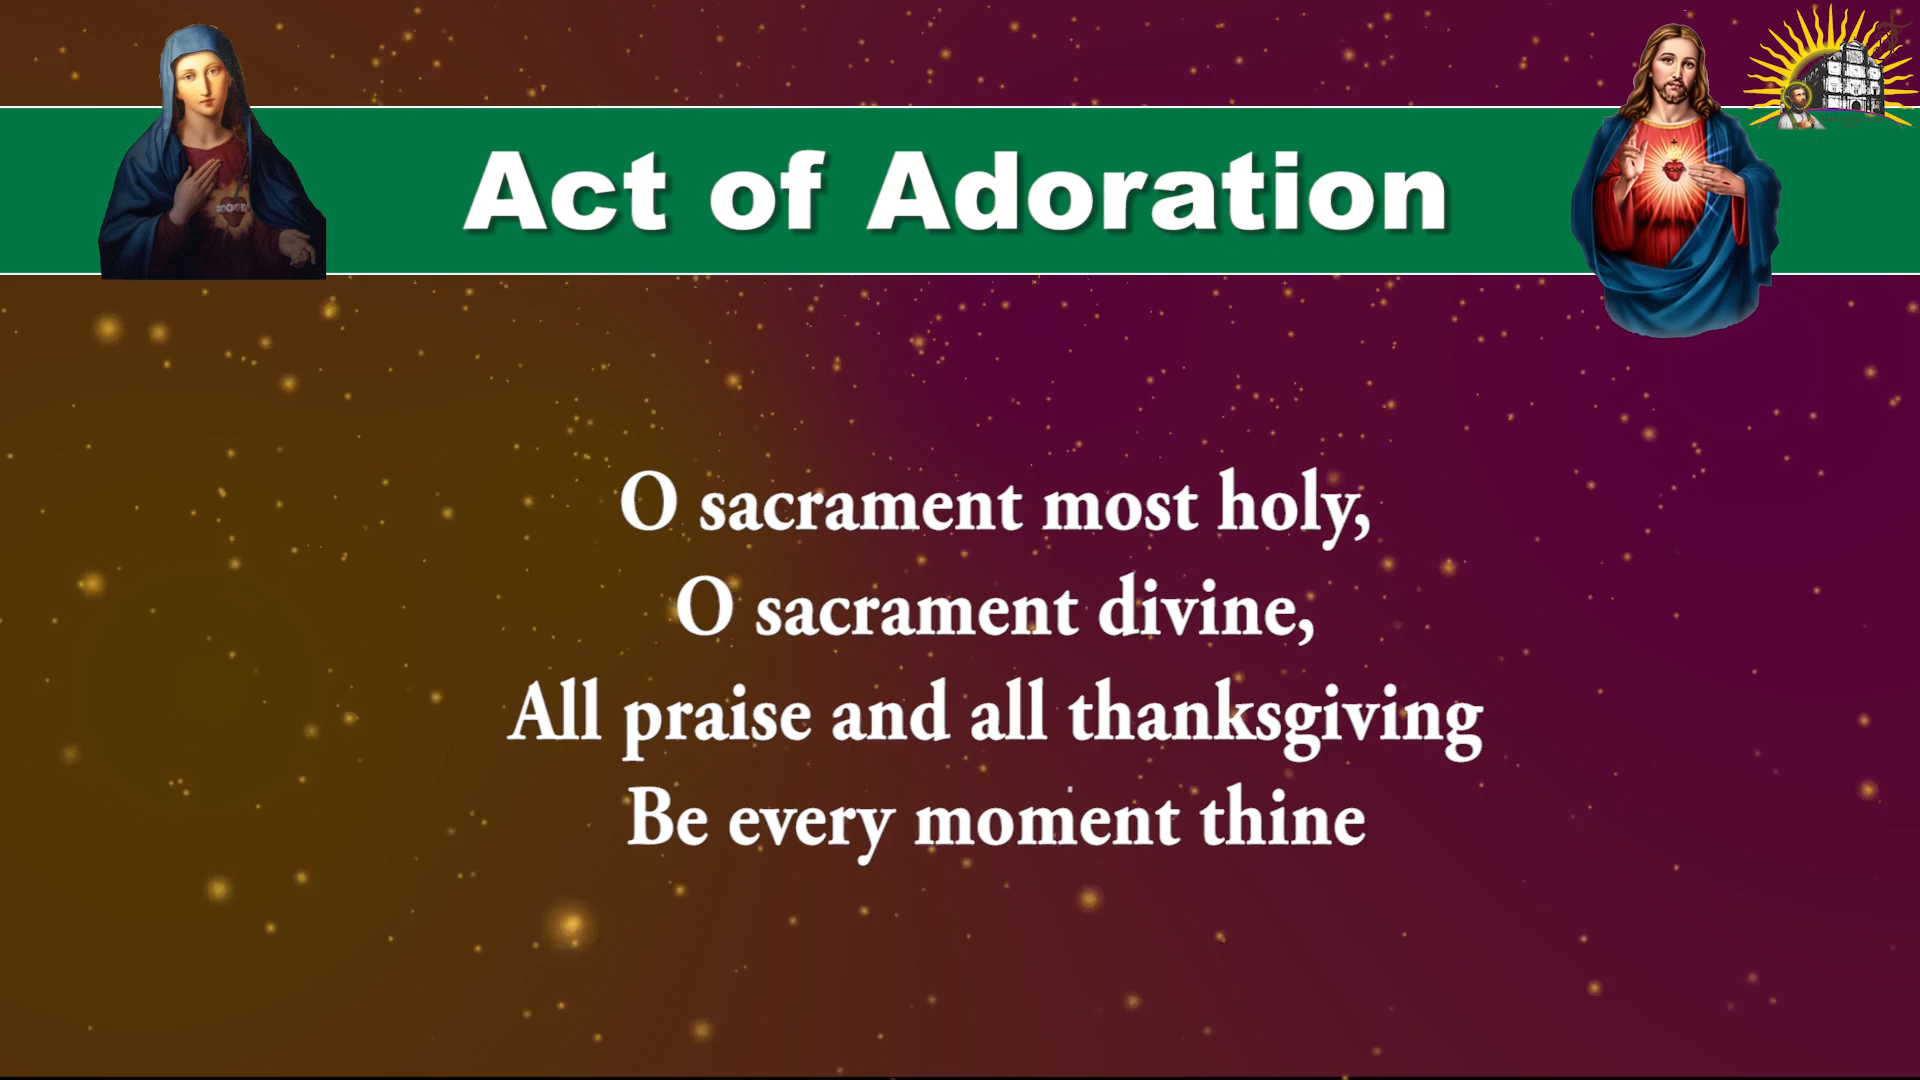 Act of Adoration
O sacrament most holy,
O sacrament divine,
All praise and all thanksgiving
Be every moment thine